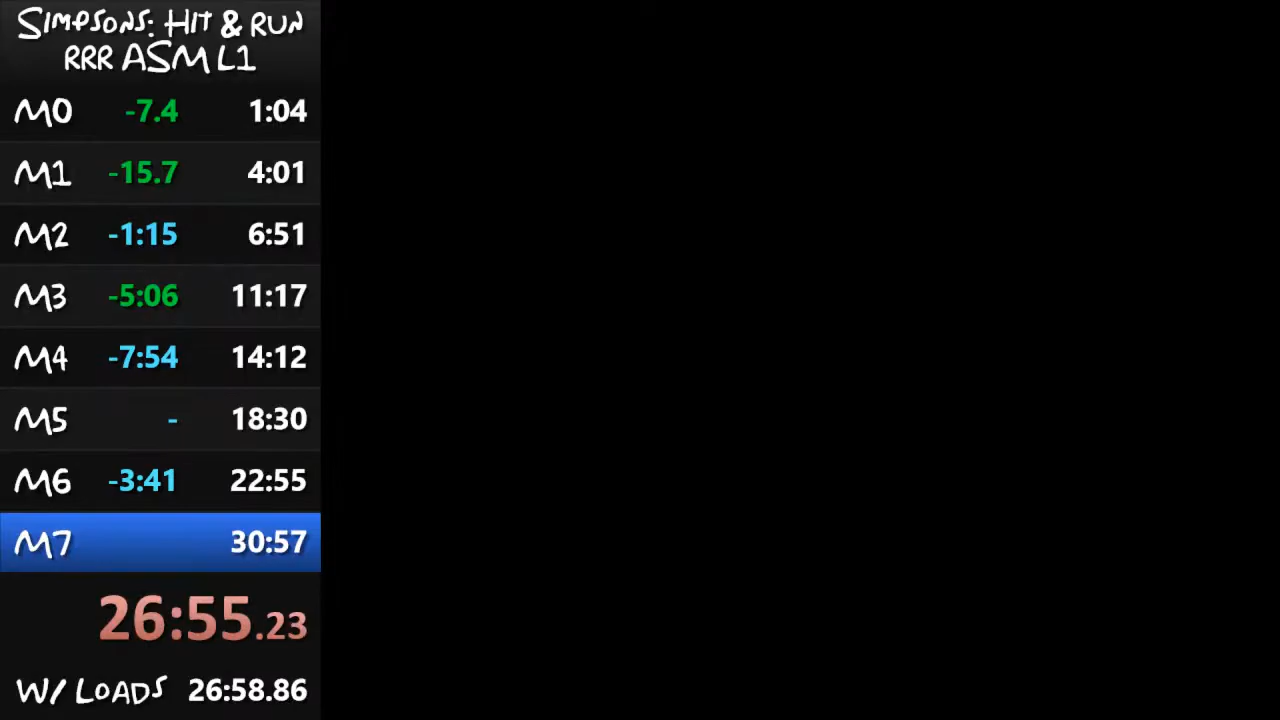 Simpsons: Hit & Run
RRR ASM L1
M0 -7.4 1:04
M1 -15.7 4:01
M2 -1:15 6:51
M3 -5:06 11:17
M4 -7:54 14:12
M5 - 18:30
M6 -3:41 22:55
M7 30:57
26:55.23
W/ Loads 26:58.86